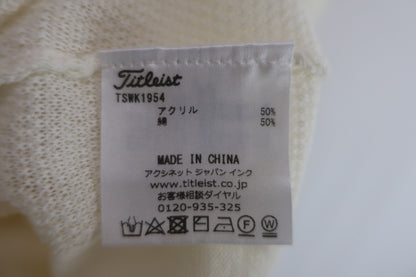 Titleist
TSWK1954
アクリル 50%
綿 50%
MADE IN CHINA
アクシネット ジャパン インク
www.titleist.co.jp
お客様相談ダイヤル
0120-935-325